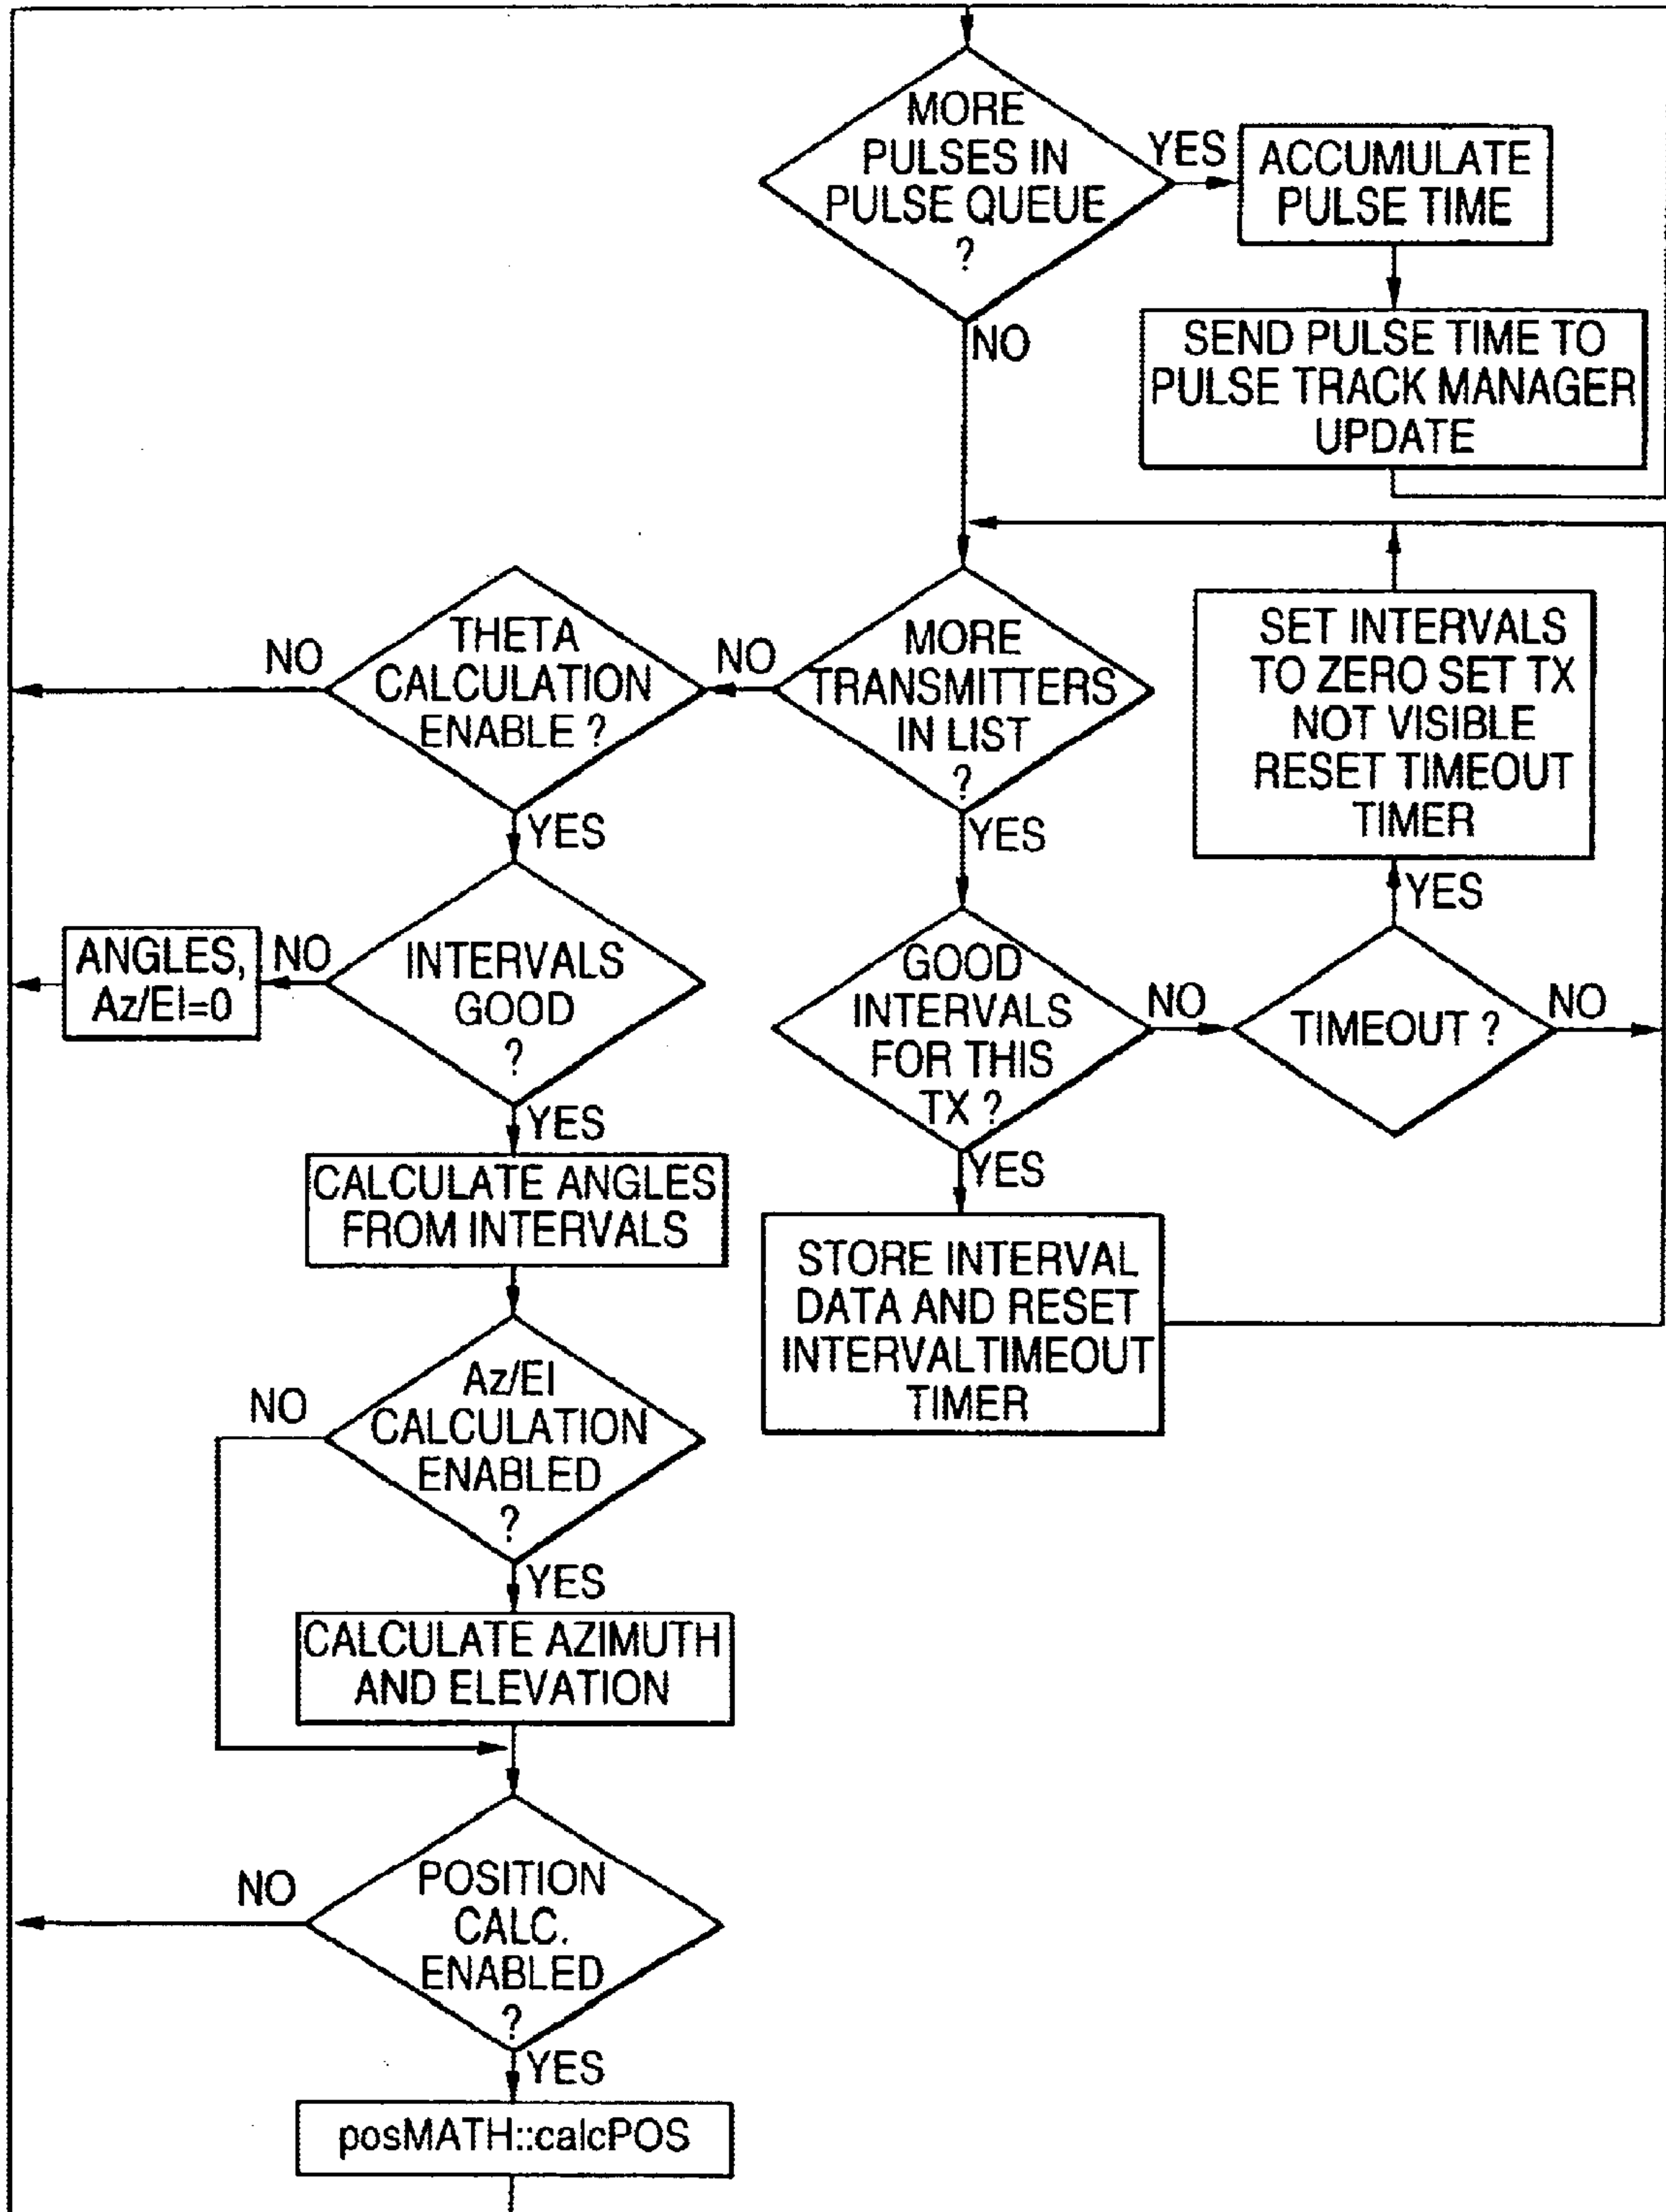 MORE
PULSES IN
PULSE QUEUE
?
YES
ACCUMULATE
PULSE TIME
NO
SEND PULSE TIME TO
PULSE TRACK MANAGER
UPDATE
THETA
CALCULATION
ENABLE ?
NO
YES
MORE
TRANSMITTERS
IN LIST
?
NO
YES
SET INTERVALS
TO ZERO SET TX
NOT VISIBLE
RESET TIMEOUT
TIMER
YES
ANGLES,
Az/El=0
NO
INTERVALS
GOOD
?
YES
GOOD
INTERVALS
FOR THIS
TX ?
NO
YES
TIMEOUT ?
NO
CALCULATE ANGLES
FROM INTERVALS
STORE INTERVAL
DATA AND RESET
INTERVALTIMEOUT
TIMER
Az/El
CALCULATION
ENABLED
?
NO
YES
CALCULATE AZIMUTH
AND ELEVATION
POSITION
CALC.
ENABLED
?
NO
YES
posMATH::calcPOS